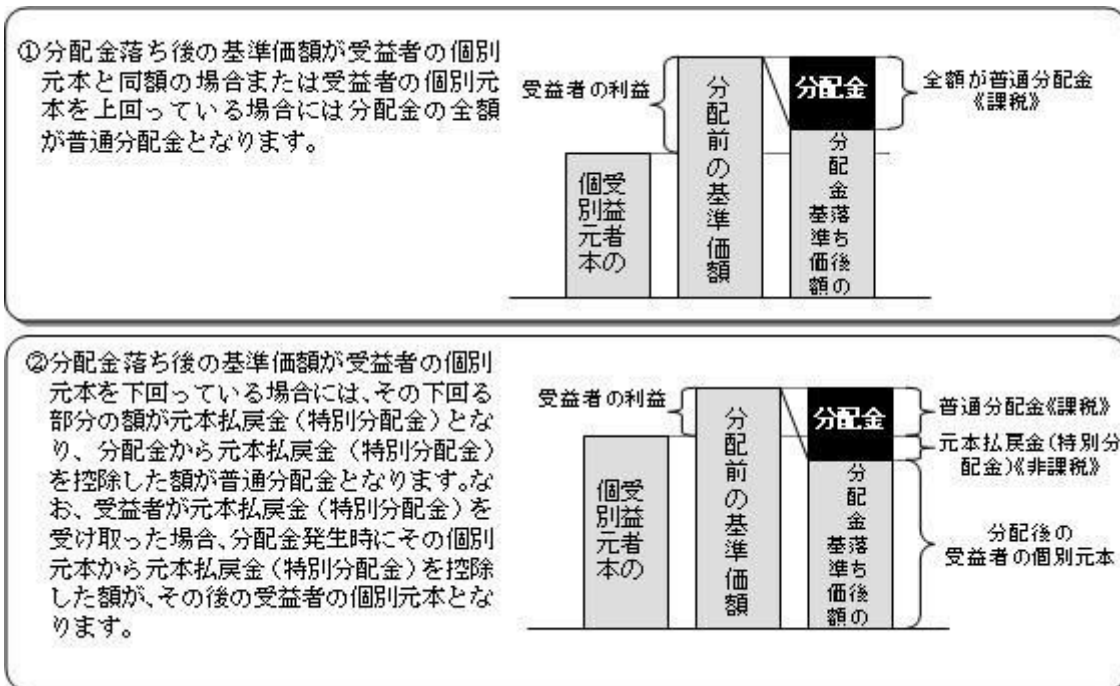 ①分配金落ち後の基準価額が受益者の個別
元本と同額の場合または受益者の個別元
本を上回っている場合には分配金の全額
が普通分配金となります。
受益者の利益
受益者の
個別元本
分配前の基準価額
分配金
分配金落ち後の
基準価額
全額が普通分配金
《課税》
②分配金落ち後の基準価額が受益者の個別
元本を下回っている場合には、その下回る
部分の額が元本払戻金(特別分配金)とな
り、分配金から元本払戻金(特別分配金)
を控除した額が普通分配金となります。な
お、受益者が元本払戻金(特別分配金)を
受け取った場合、分配金発生時にその個別
元本から元本払戻金(特別分配金)を控除
した額が、その後の受益者の個別元本とな
ります。
受益者の利益
受益者の
個別元本
分配前の基準価額
分配金
分配金落ち後の
基準価額
普通分配金《課税》
元本払戻金(特別分
配金)《非課税》
分配後の
受益者の個別元本